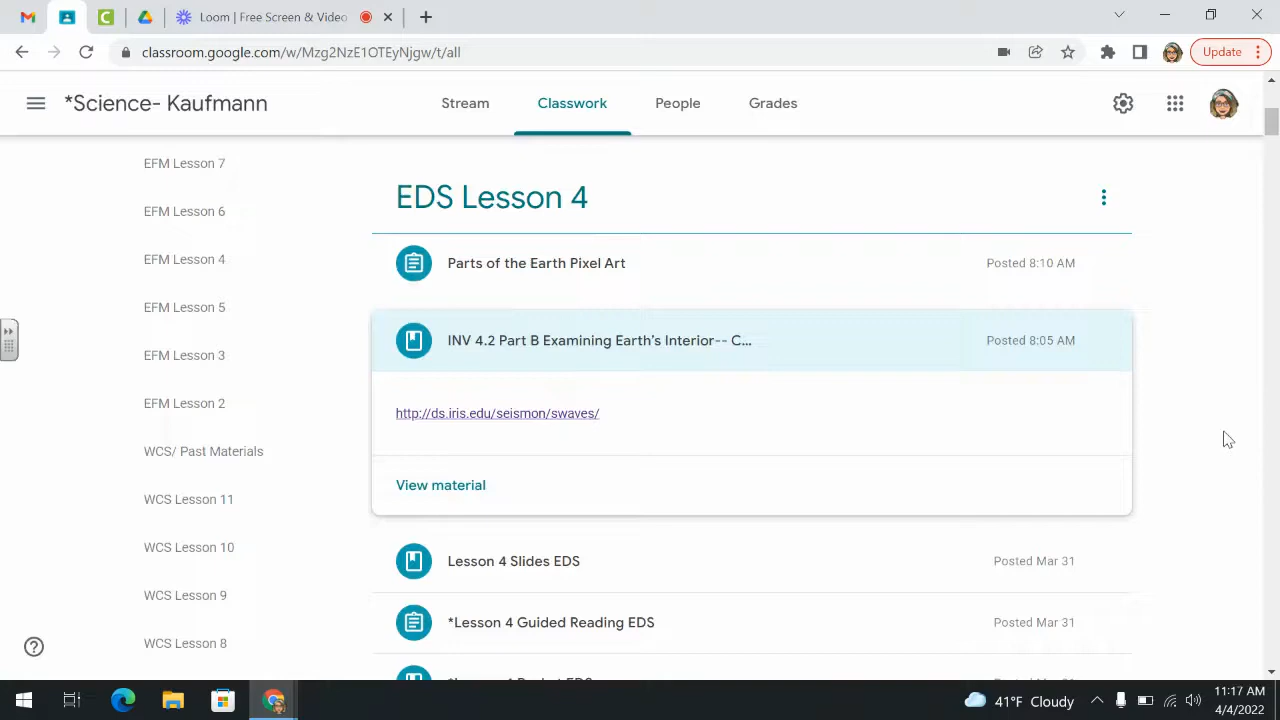 Loom | Free Screen & Video
classroom.google.com/w/Mzg2NzE1OTEyNjgw/t/all
Update
*Science- Kaufmann
Stream
Classwork
People
Grades
EFM Lesson 7
EFM Lesson 6
EFM Lesson 4
EFM Lesson 5
EFM Lesson 3
EFM Lesson 2
WCS/ Past Materials
WCS Lesson 11
WCS Lesson 10
WCS Lesson 9
WCS Lesson 8
EDS Lesson 4
Parts of the Earth Pixel Art
Posted 8:10 AM
INV 4.2 Part B Examining Earth's Interior-- C...
Posted 8:05 AM
http://ds.iris.edu/seismon/swaves/
View material
Lesson 4 Slides EDS
Posted Mar 31
*Lesson 4 Guided Reading EDS
Posted Mar 31
41°F Cloudy
11:17 AM
4/4/2022